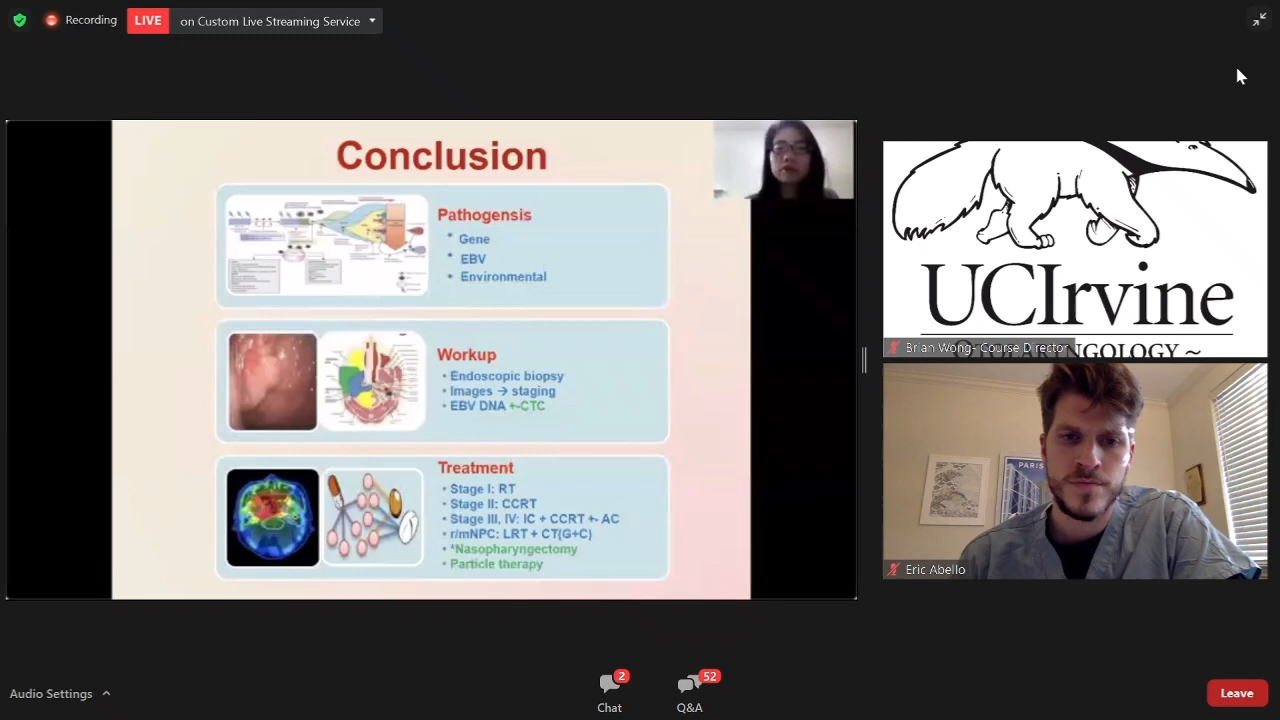 Recording
LIVE
on Custom Live Streaming Service
Conclusion
Pathogensis
* Gene
* EBV
* Environmental
Workup
• Endoscopic biopsy
• Images → staging
• EBV DNA +-CTC
Treatment
• Stage I: RT
• Stage II: CCRT
• Stage III, IV: IC + CCRT +- AC
• r/mNPC: LRT + CT(G+C)
• *Nasopharyngectomy
• Particle therapy
UCIrvine
Brian Wong- Course Director
PARIS
Eric Abello
Audio Settings
2
Chat
52
Q&A
Leave